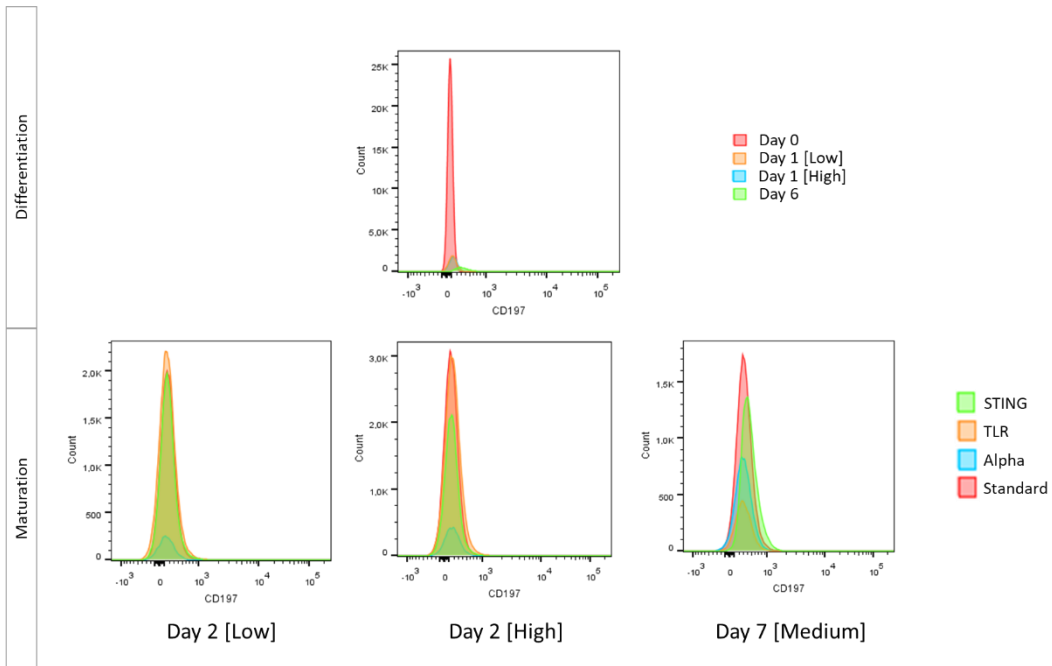 Differentiation
25K
20K
15K
10K
5,0K
0
Count
-10³ 0 10³ 10⁴ 10⁵
CD197
Day 0
Day 1 [Low]
Day 1 [High]
Day 6
Maturation
2,0K
1,5K
1,0K
500
0
Count
-10³ 0 10³ 10⁴ 10⁵
CD197
Day 2 [Low]
3,0K
2,0K
1,0K
0
Count
-10³ 0 10³ 10⁴ 10⁵
CD197
Day 2 [High]
1,5K
1,0K
500
0
Count
-10³ 0 10³ 10⁴ 10⁵
CD197
Day 7 [Medium]
STING
TLR
Alpha
Standard